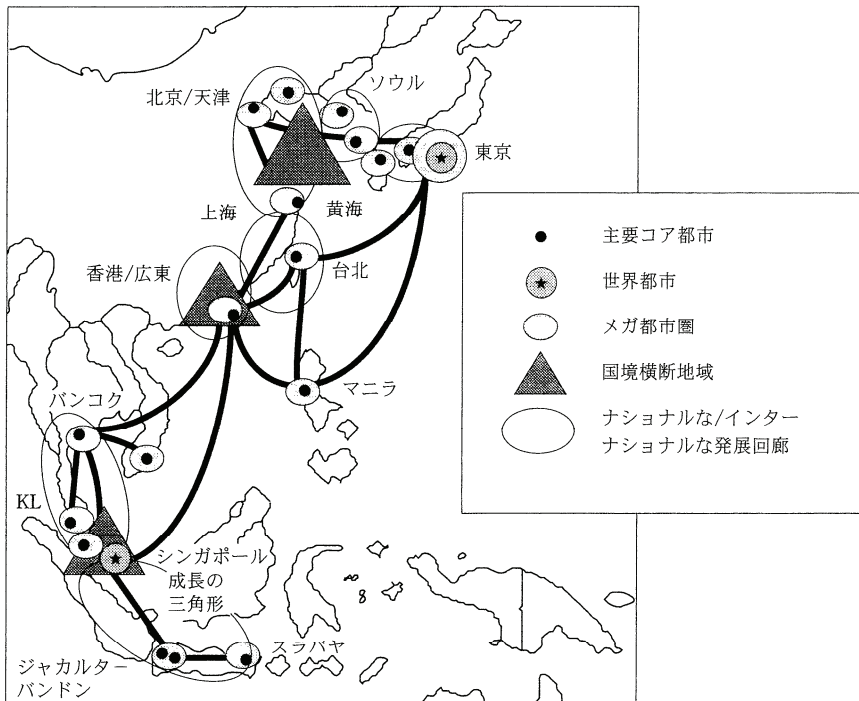 ソウル
北京/天津
東京
上海
黄海
台北
香港/広東
マニラ
バンコク
KL
シンガポール
成長の
三角形
スラバヤ
ジャカルター
バンドン
主要コア都市
世界都市
メガ都市圏
国境横断地域
ナショナルな/インター
ナショナルな発展回廊